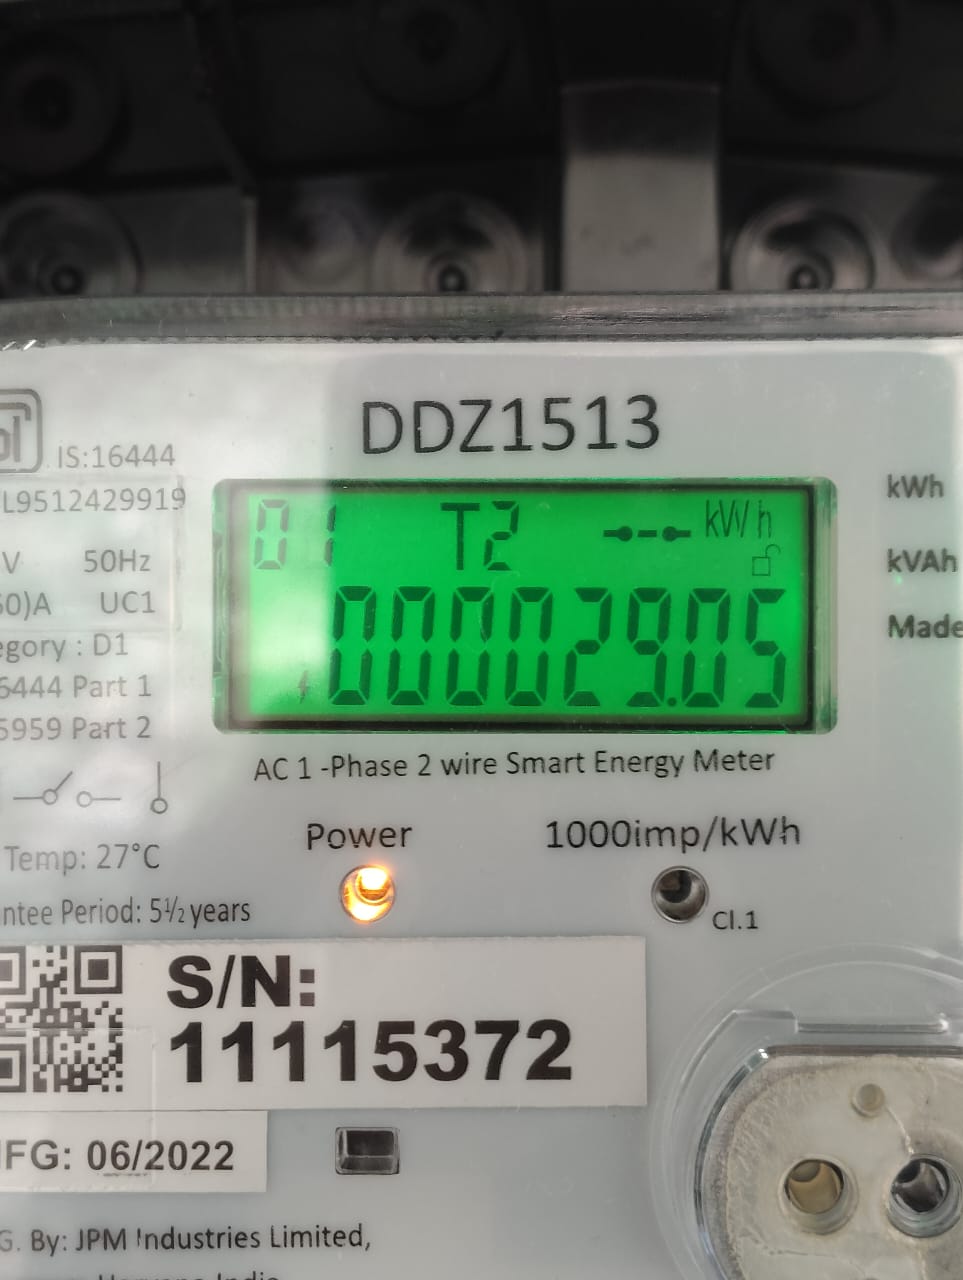 IS:16444
L9512429919
V 50Hz
60)A UC1
egory : D1
6444 Part 1
5959 Part 2
Temp: 27°C
ntee Period: 5½ years
DDZ1513
01 T2 kWh
000029.05
AC 1 -Phase 2 wire Smart Energy Meter
Power 1000imp/kWh
Cl.1
kWh
kVAh
Made
S/N:
11115372
FG: 06/2022
G. By: JPM Industries Limited,